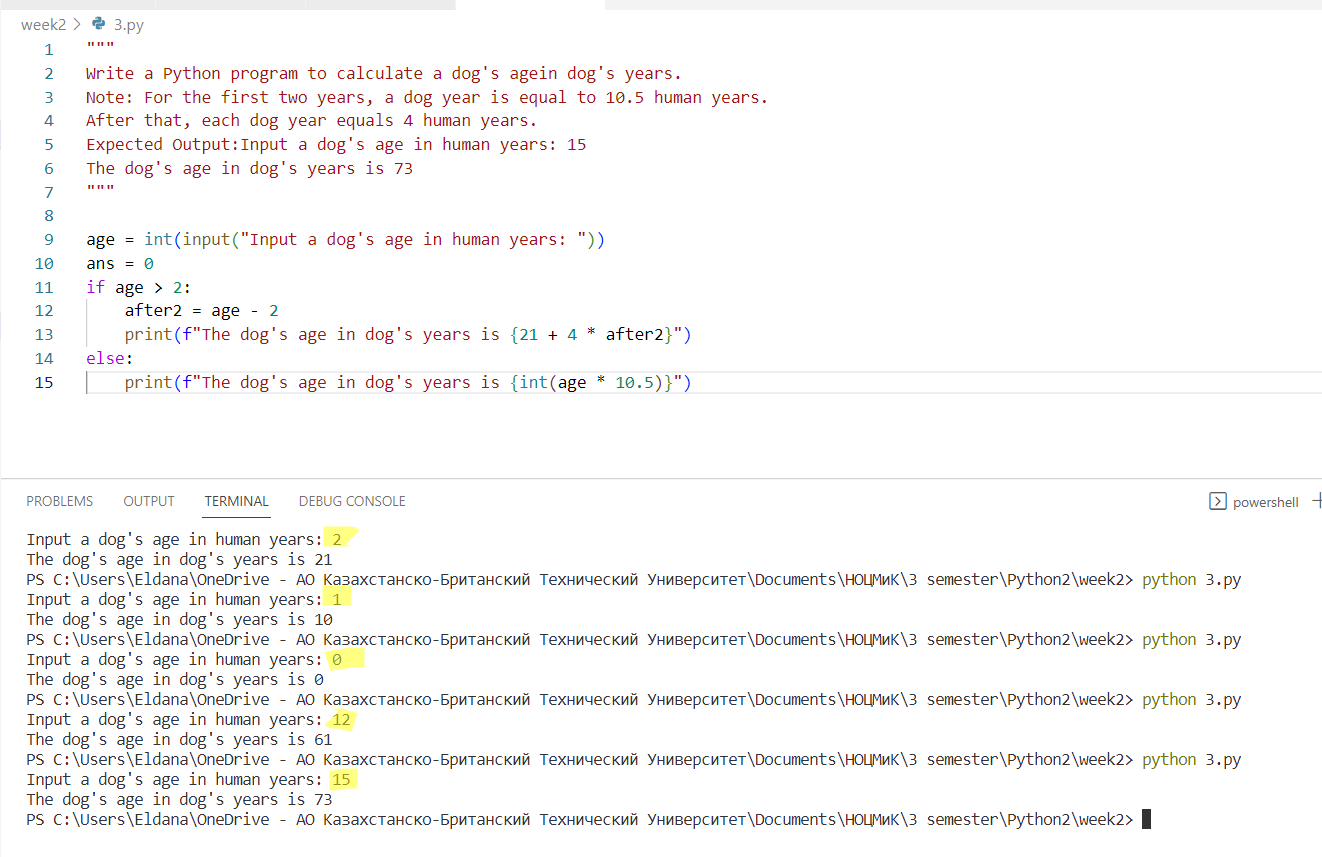 week2 > 3.py
1 """
2 Write a Python program to calculate a dog's agein dog's years.
3 Note: For the first two years, a dog year is equal to 10.5 human years.
4 After that, each dog year equals 4 human years.
5 Expected Output:Input a dog's age in human years: 15
6 The dog's age in dog's years is 73
7 """
8
9 age = int(input("Input a dog's age in human years: "))
10 ans = 0
11 if age > 2:
12     after2 = age - 2
13     print(f"The dog's age in dog's years is {21 + 4 * after2}")
14 else:
15     print(f"The dog's age in dog's years is {int(age * 10.5)}")
PROBLEMS OUTPUT TERMINAL DEBUG CONSOLE powershell
Input a dog's age in human years: 2
The dog's age in dog's years is 21
PS C:\Users\Eldana\OneDrive - АО Казахстанско-Британский Технический Университет\Documents\НОЦМиК\3 semester\Python2\week2> python 3.py
Input a dog's age in human years: 1
The dog's age in dog's years is 10
PS C:\Users\Eldana\OneDrive - АО Казахстанско-Британский Технический Университет\Documents\НОЦМиК\3 semester\Python2\week2> python 3.py
Input a dog's age in human years: 0
The dog's age in dog's years is 0
PS C:\Users\Eldana\OneDrive - АО Казахстанско-Британский Технический Университет\Documents\НОЦМиК\3 semester\Python2\week2> python 3.py
Input a dog's age in human years: 12
The dog's age in dog's years is 61
PS C:\Users\Eldana\OneDrive - АО Казахстанско-Британский Технический Университет\Documents\НОЦМиК\3 semester\Python2\week2> python 3.py
Input a dog's age in human years: 15
The dog's age in dog's years is 73
PS C:\Users\Eldana\OneDrive - АО Казахстанско-Британский Технический Университет\Documents\НОЦМиК\3 semester\Python2\week2>